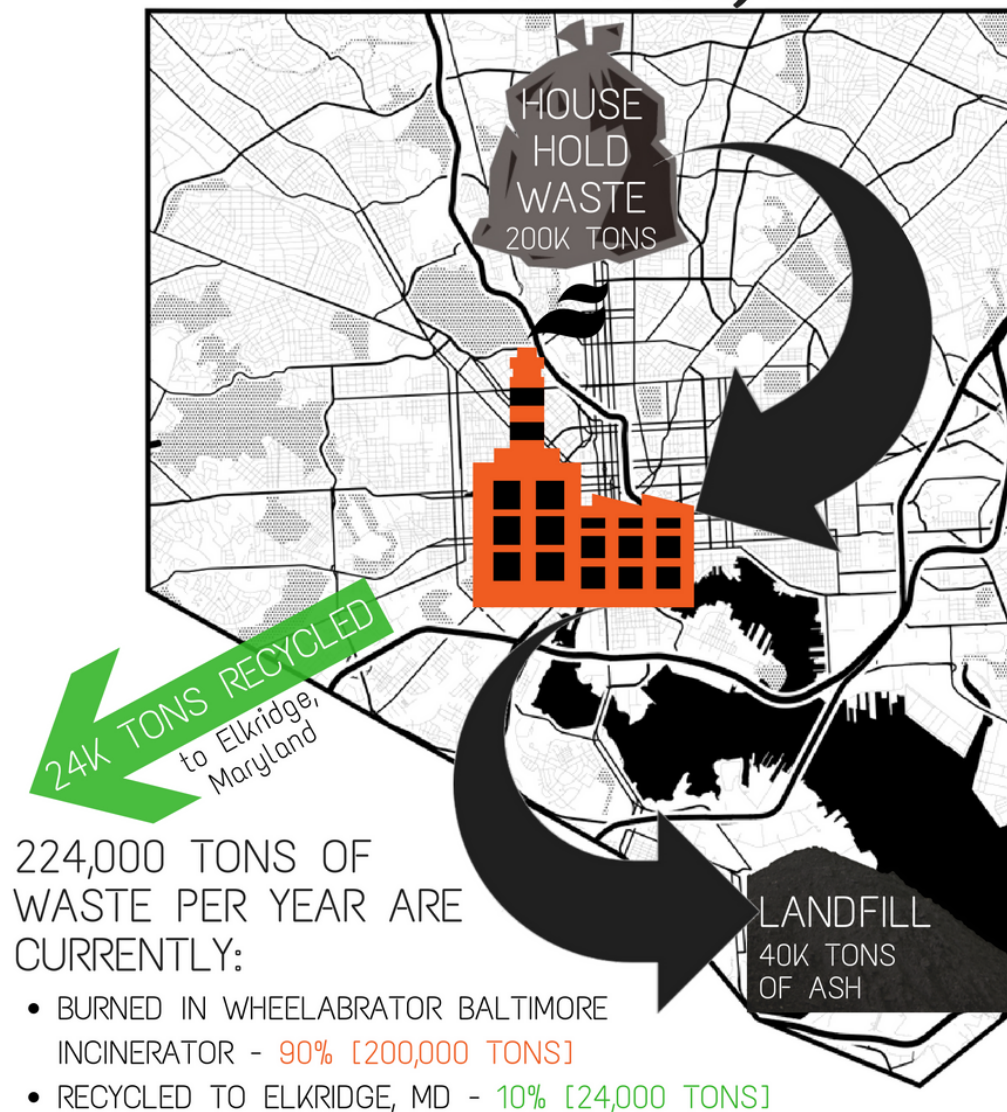 HOUSE
HOLD
WASTE
200K TONS
24K TONS RECYCLED
to Elkridge,
Maryland
224,000 TONS OF
WASTE PER YEAR ARE
CURRENTLY:
LANDFILL
40K TONS
OF ASH
• BURNED IN WHEELABRATOR BALTIMORE
INCINERATOR - 90% [200,000 TONS]
• RECYCLED TO ELKRIDGE, MD - 10% [24,000 TONS]